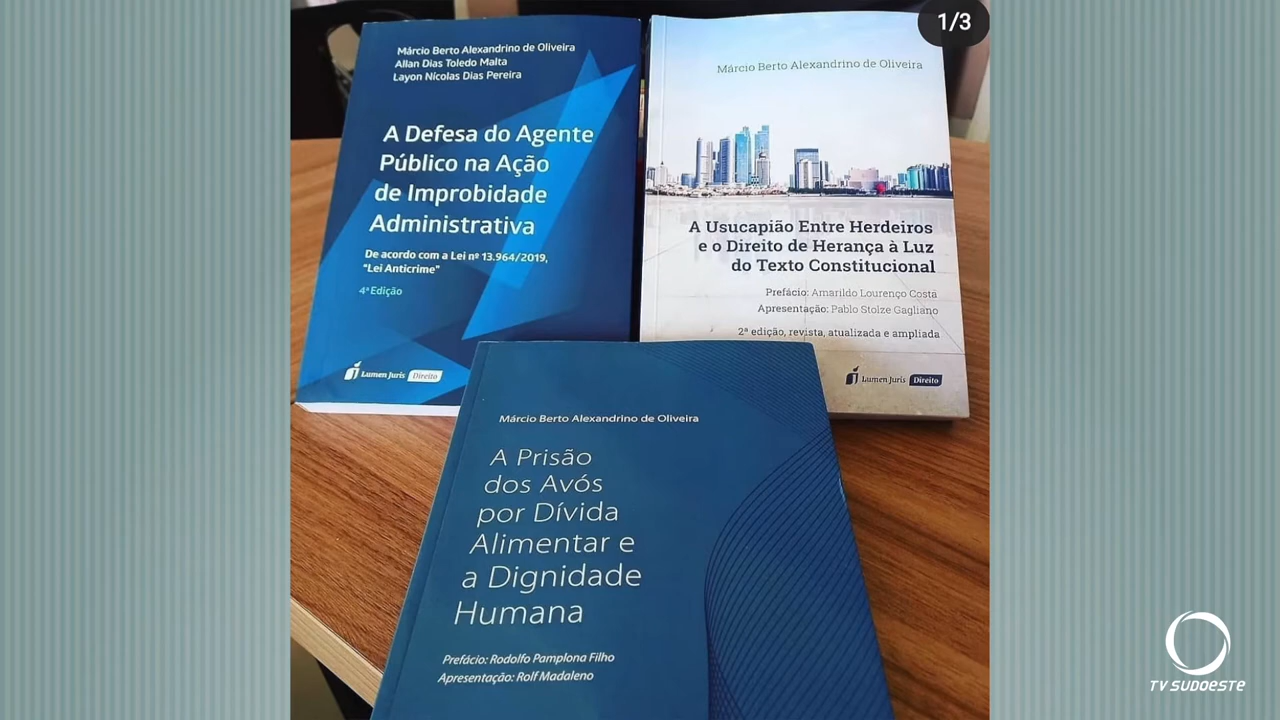 1/3
Márcio Berto Alexandrino de Oliveira
Allan Dias Toledo Malta
Layon Nícolas Dias Pereira
A Defesa do Agente
Público na Ação
de Improbidade
Administrativa
De acordo com a Lei nº 13.964/2019,
“Lei Anticrime”
4ª Edição
Lumen Juris Direito
Márcio Berto Alexandrino de Oliveira
A Usucapião Entre Herdeiros
e o Direito de Herança à Luz
do Texto Constitucional
Prefácio: Amarildo Lourenço Costa
Apresentação: Pablo Stolze Gagliano
2ª edição, revista, atualizada e ampliada
Lumen Juris Direito
Márcio Berto Alexandrino de Oliveira
A Prisão
dos Avós
por Dívida
Alimentar e
a Dignidade
Humana
Prefácio: Rodolfo Pamplona Filho
Apresentação: Rolf Madaleno
TV SUDOESTE